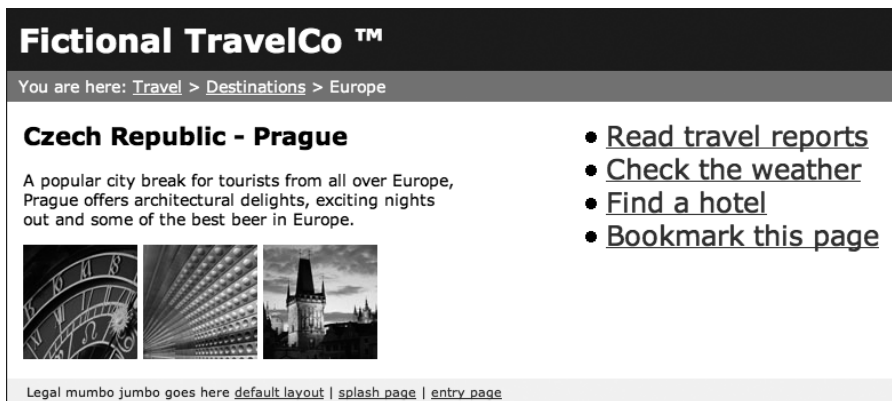 Fictional TravelCo ™
You are here: Travel > Destinations > Europe
Czech Republic - Prague
A popular city break for tourists from all over Europe,
Prague offers architectural delights, exciting nights
out and some of the best beer in Europe.
• Read travel reports
• Check the weather
• Find a hotel
• Bookmark this page
Legal mumbo jumbo goes here default layout | splash page | entry page